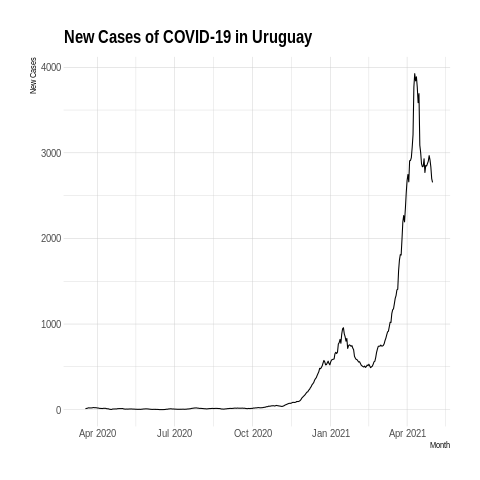 New Cases of COVID-19 in Uruguay
New Cases
4000
3000
2000
1000
0
Apr 2020 Jul 2020 Oct 2020 Jan 2021 Apr 2021
Month